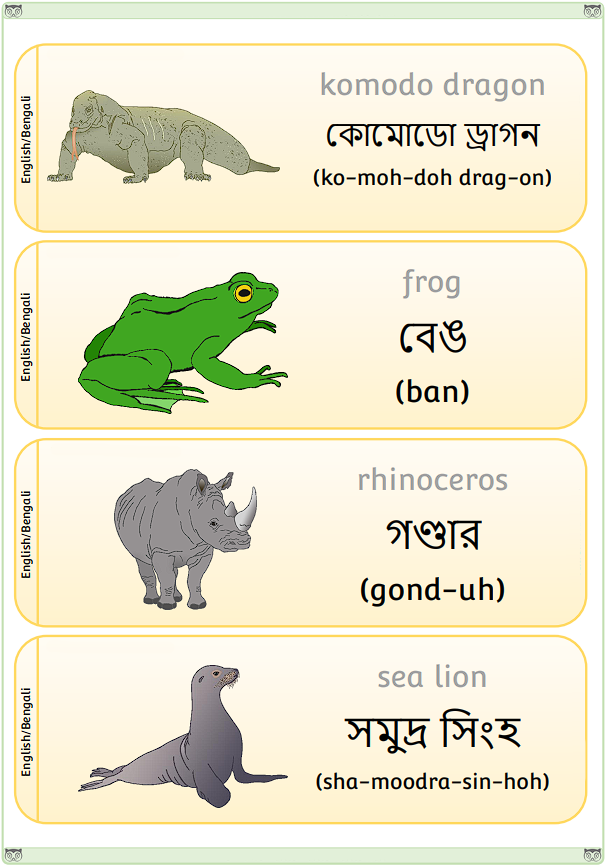 English/Bengali
komodo dragon
কোমোডো ড্রাগন
(ko-moh-doh drag-on)
English/Bengali
frog
বেঙ
(ban)
English/Bengali
rhinoceros
গণ্ডার
(gond-uh)
English/Bengali
sea lion
সমুদ্র সিংহ
(sha-moodra-sin-hoh)